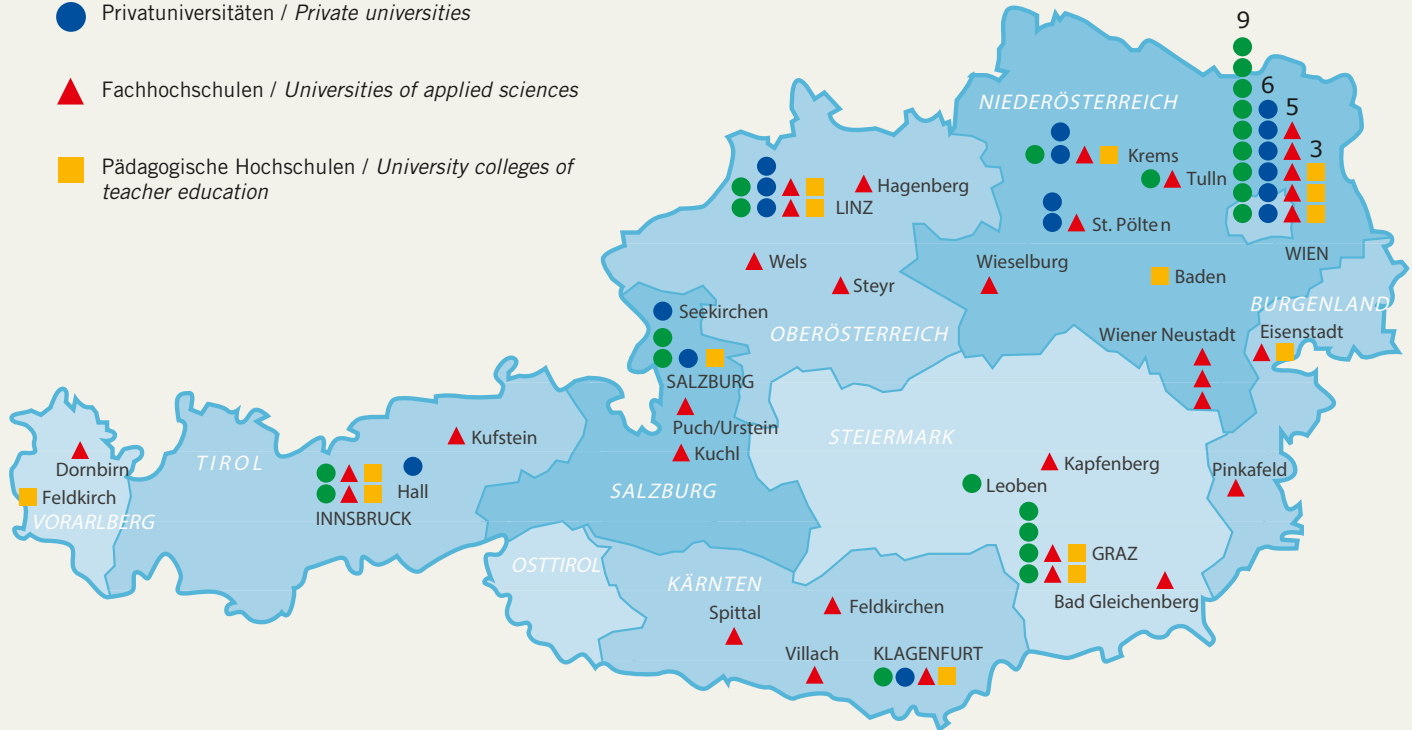 Privatuniversitäten / Private universities
Fachhochschulen / Universities of applied sciences
Pädagogische Hochschulen / University colleges of
teacher education
9
6
5
3
NIEDERÖSTERREICH
Krems
Tulln
Hagenberg
LINZ
St. Pölten
WIEN
Wels
Steyr
Wieselburg
Baden
BURGENLAND
Seekirchen
OBERÖSTERREICH
Wiener Neustadt
Eisenstadt
SALZBURG
Puch/Urstein
Kuchl
STEIERMARK
Kufstein
Kapfenberg
Pinkafeld
Dornbirn
TIROL
Feldkirch
Hall
SALZBURG
Leoben
VORARLBERG
INNSBRUCK
GRAZ
OSTTIROL
KÄRNTEN
Bad Gleichenberg
Spittal
Feldkirchen
Villach
KLAGENFURT